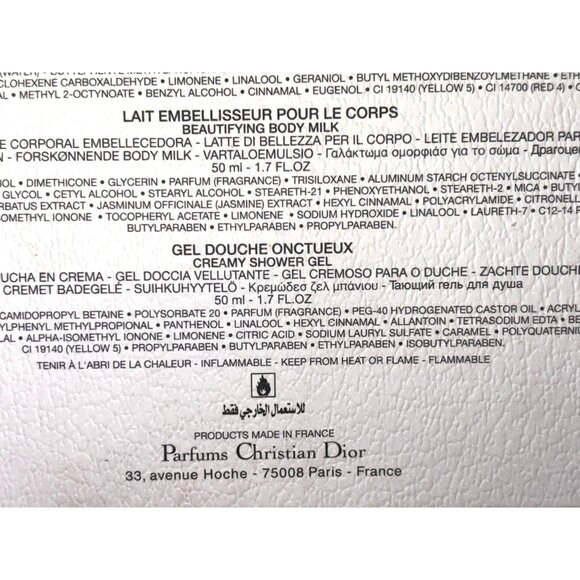 CLOHEXENE CARBOXALDEHYDE • LIMONENE • LINALOOL • GERANIOL • BUTYL METHOXYDIBENZOYLMETHANE • ETH
AL • METHYL 2-OCTYNOATE • BENZYL ALCOHOL • CINNAMAL • EUGENOL • CI 19140 (YELLOW 5) • CI 14700 (RED 4) • C
LAIT EMBELLISSEUR POUR LE CORPS
BEAUTIFYING BODY MILK
E CORPORAL EMBELLECEDORA - LATTE DI BELLEZZA PER IL CORPO - LEITE EMBELEZADOR PAR
N - FORSKØNNENDE BODY MILK - VARTALOEMULSIO - Γαλάκτωμα ομορφιάς για το σώμα - Драгоцен
50 ml - 1.7 FL.OZ
HOL • DIMETHICONE • GLYCERIN • PARFUM (FRAGRANCE) • TRISILOXANE • ALUMINUM STARCH OCTENYLSUCCINATE •
GLYCOL • CETYL ALCOHOL • STEARETH-21 • PHENOXYETHANOL • STEARETH-2 • MICA • BUTYL
RBATUS EXTRACT • JASMINUM OFFICINALE (JASMINE) EXTRACT • HEXYL CINNAMAL • POLYACRYLAMIDE • CITRONELL
SOMETHYL IONONE • TOCOPHERYL ACETATE • LIMONENE • SODIUM HYDROXIDE • LINALOOL • LAURETH-7 • C12-14 P
BUTYLPARABEN • ETHYLPARABEN • PROPYLPARABEN.
GEL DOUCHE ONCTUEUX
CREAMY SHOWER GEL
UCHA EN CREMA - GEL DOCCIA VELLUTANTE - GEL CREMOSO PARA O DUCHE - ZACHTE DOUCHE
CREMET BADEGELÉ - SUIHKUHYYTELÖ - Κρεμώδες ζελ μπάνιου - Тающий гель для душа
50 ml - 1.7 FL.OZ
CAMIDOPROPYL BETAINE • POLYSORBATE 20 • PARFUM (FRAGRANCE) • PEG-40 HYDROGENATED CASTOR OIL • ACRYL
YLPHENYL METHYLPROPIONAL • PANTHENOL • LINALOOL • HEXYL CINNAMAL • ALLANTOIN • TETRASODIUM EDTA • BE
LAL • ALPHA-ISOMETHYL IONONE • LIMONENE • CITRIC ACID • SODIUM LAURYL SULFATE • CARAMEL • POLYQUATERN
CI 19140 (YELLOW 5) • PROPYLPARABEN • BUTYLPARABEN • ETHYLPARABEN • ISOBUTYLPARABEN.
TENIR À L'ABRI DE LA CHALEUR - INFLAMMABLE - KEEP FROM HEAT OR FLAME - FLAMMABLE
للاستعمال الخارجي فقط
PRODUCTS MADE IN FRANCE
Parfums Christian Dior
33, avenue Hoche - 75008 Paris - France